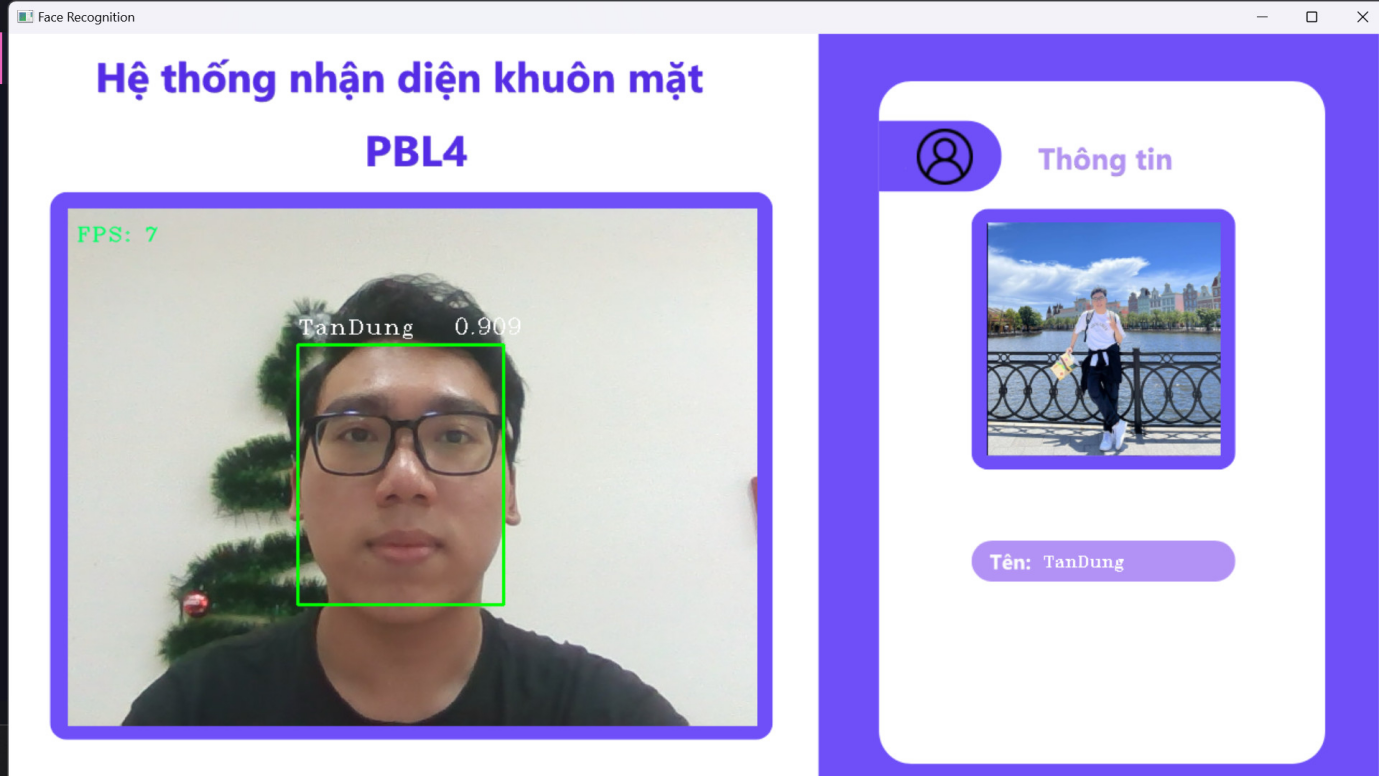 Face Recognition
Hệ thống nhận diện khuôn mặt
PBL4
FPS: 7
TanDung 0.909
Thông tin
Tên: TanDung